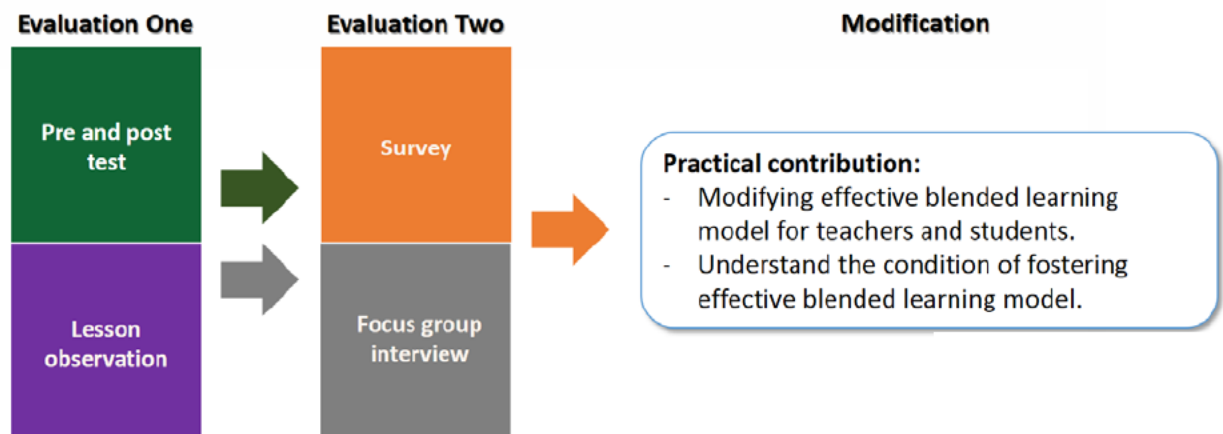 Evaluation One
Evaluation Two
Modification
Pre and post
test
Survey
Lesson
observation
Focus group
interview
Practical contribution:
- Modifying effective blended learning
model for teachers and students.
- Understand the condition of fostering
effective blended learning model.